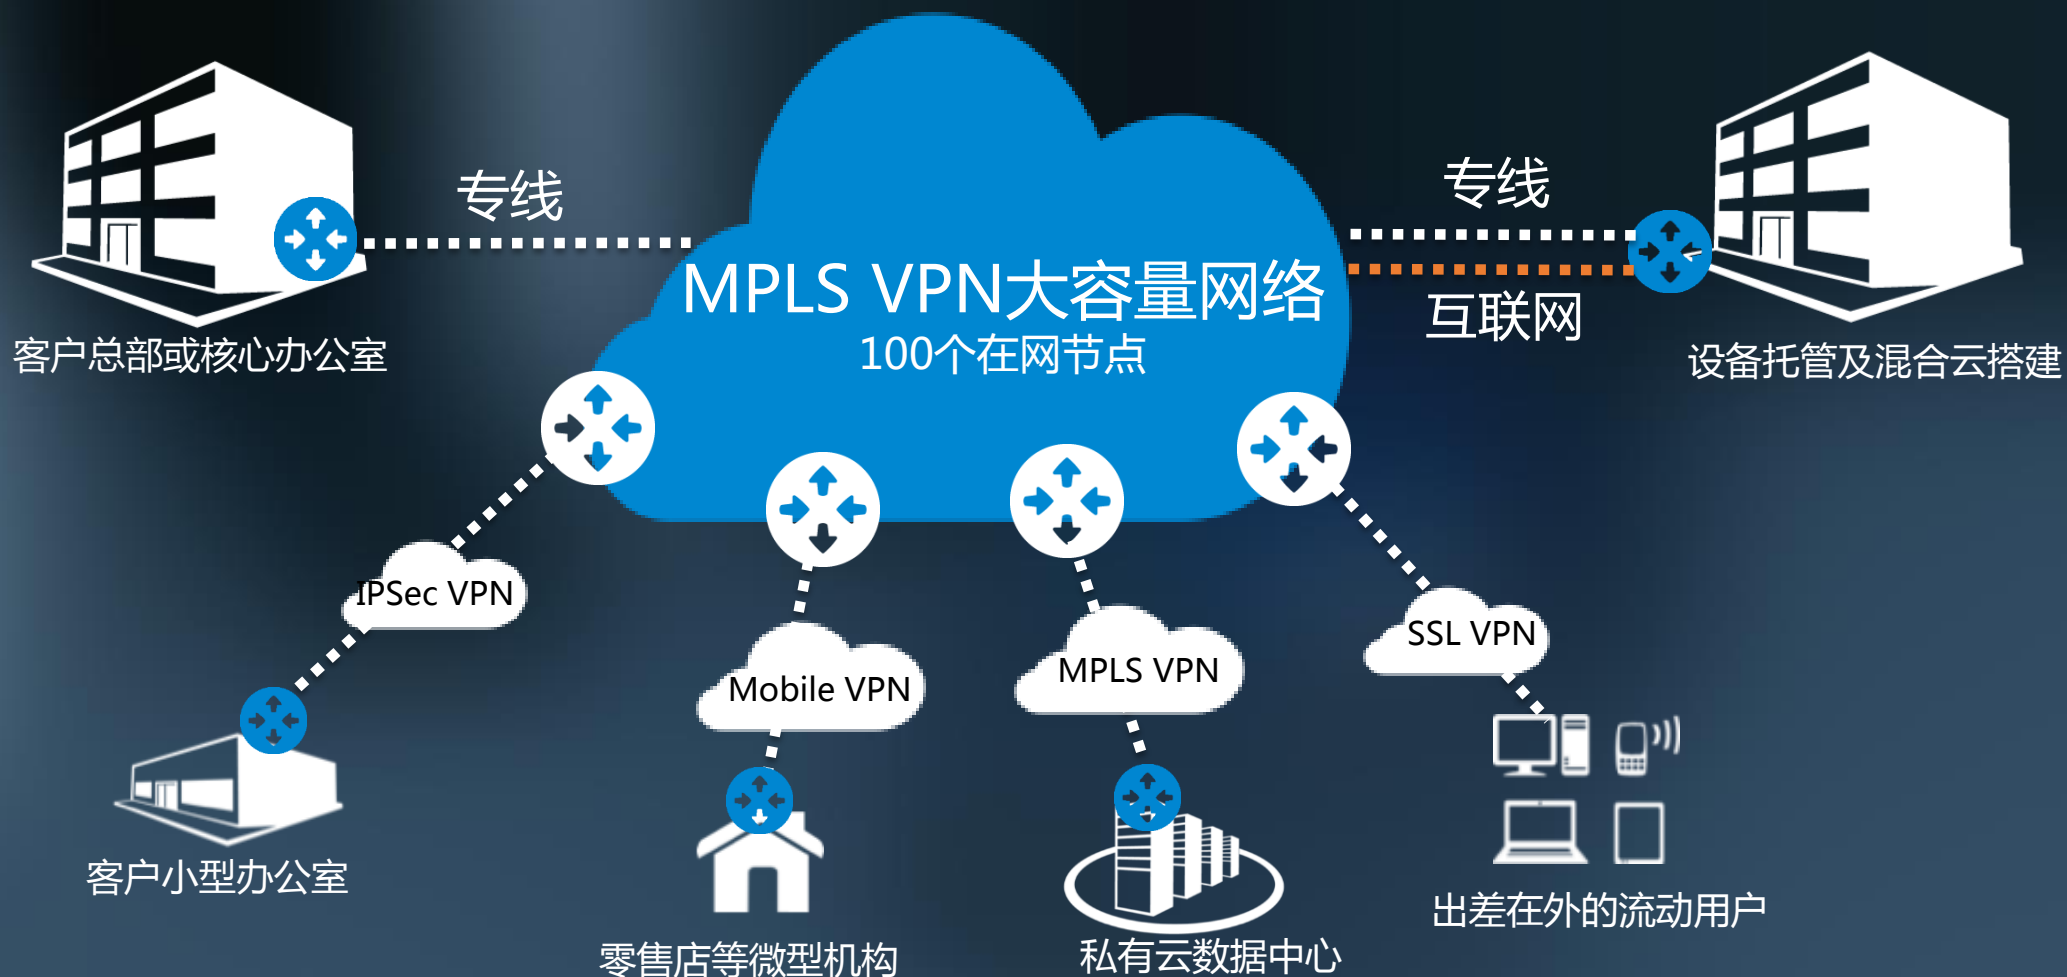 专线
专线
MPLS VPN大容量网络
100个在网节点
互联网
客户总部或核心办公室
设备托管及混合云搭建
IPSec VPN
Mobile VPN
MPLS VPN
SSL VPN
客户小型办公室
零售店等微型机构
私有云数据中心
出差在外的流动用户